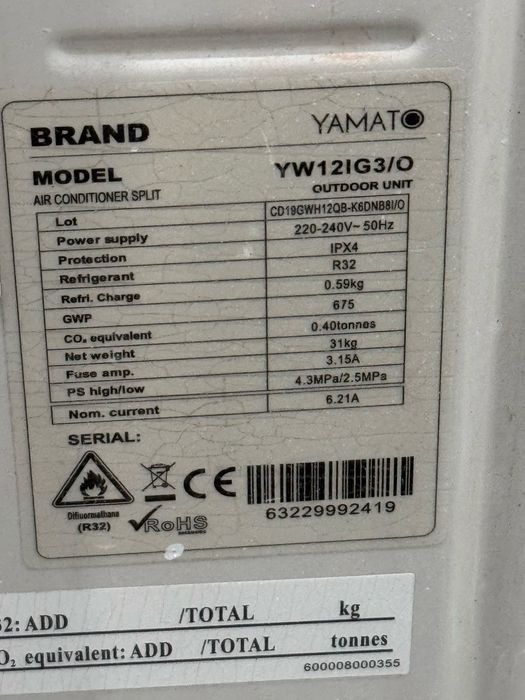 BRAND YAMATO
MODEL YW12IG3/O
AIR CONDITIONER SPLIT OUTDOOR UNIT
Lot CD19GWH12QB-K6DNB8I/O
Power supply 220-240V~ 50Hz
Protection IPX4
Refrigerant R32
Refri. Charge 0.59kg
GWP 675
CO₂ equivalent 0.40tonnes
Net weight 31kg
Fuse amp. 3.15A
PS high/low 4.3MPa/2.5MPa
Nom. current 6.21A
SERIAL:
CE
Difluormethane
(R32)
RoHS
63229992419
32: ADD /TOTAL kg
O₂ equivalent: ADD /TOTAL tonnes
600008000355